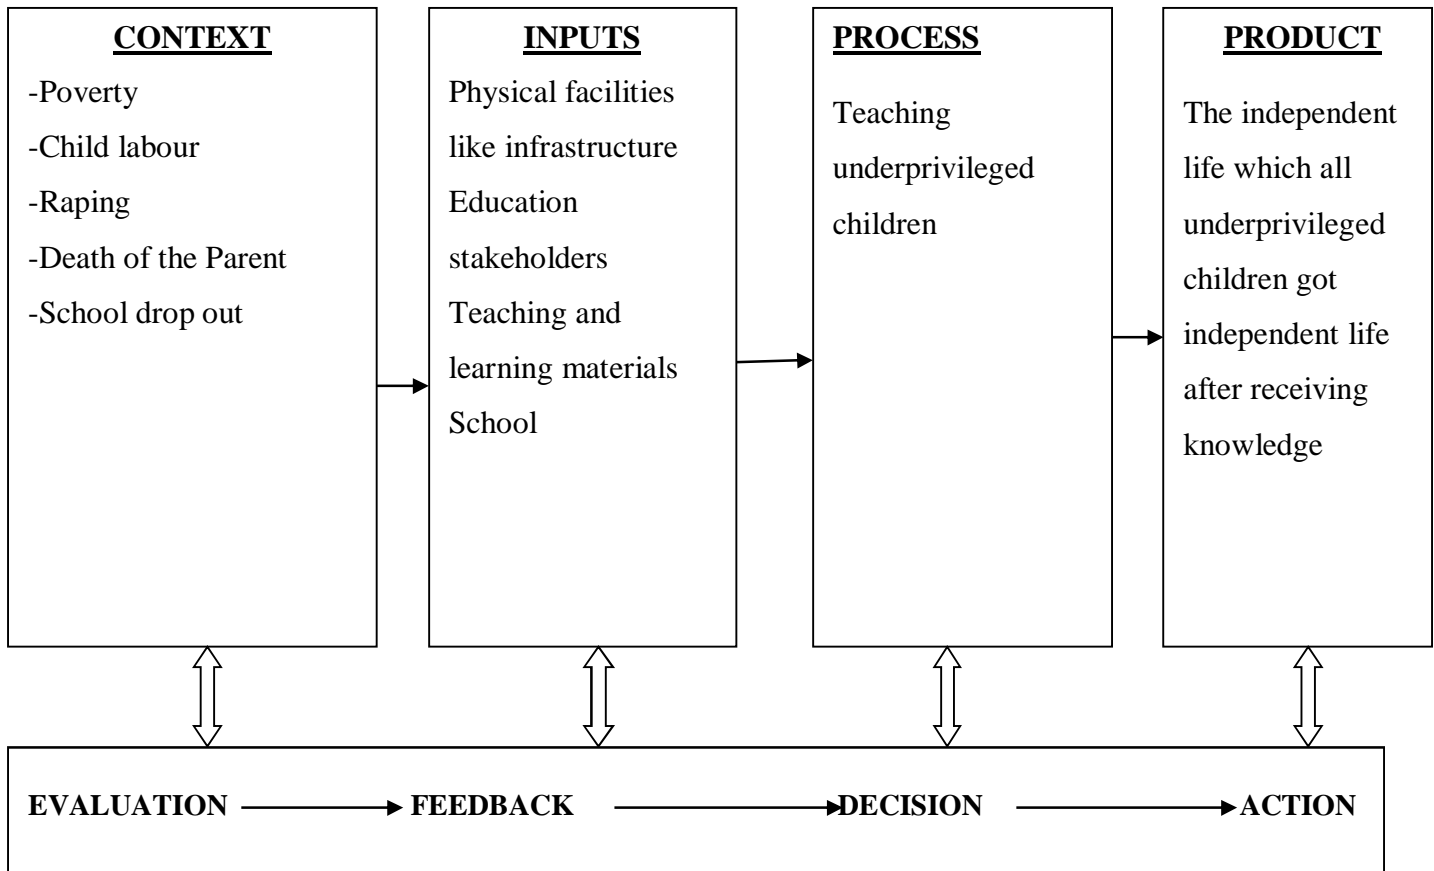 CONTEXT
-Poverty
-Child labour
-Raping
-Death of the Parent
-School drop out
INPUTS
Physical facilities
like infrastructure
Education
stakeholders
Teaching and
learning materials
School
PROCESS
Teaching
underprivileged
children
PRODUCT
The independent
life which all
underprivileged
children got
independent life
after receiving
knowledge
EVALUATION FEEDBACK DECISION ACTION